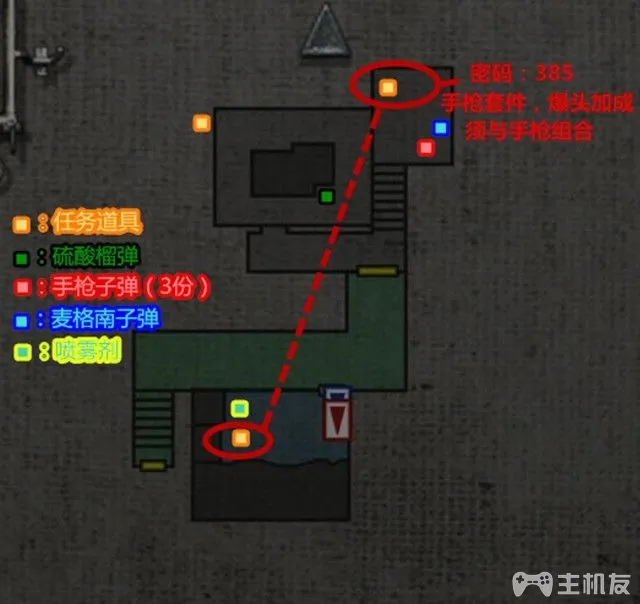 密码：385
手枪套件，爆头加成
须与手枪组合
：任务道具
：硫酸榴弹
：手枪子弹（3份）
：麦格南子弹
：喷雾剂
主机友